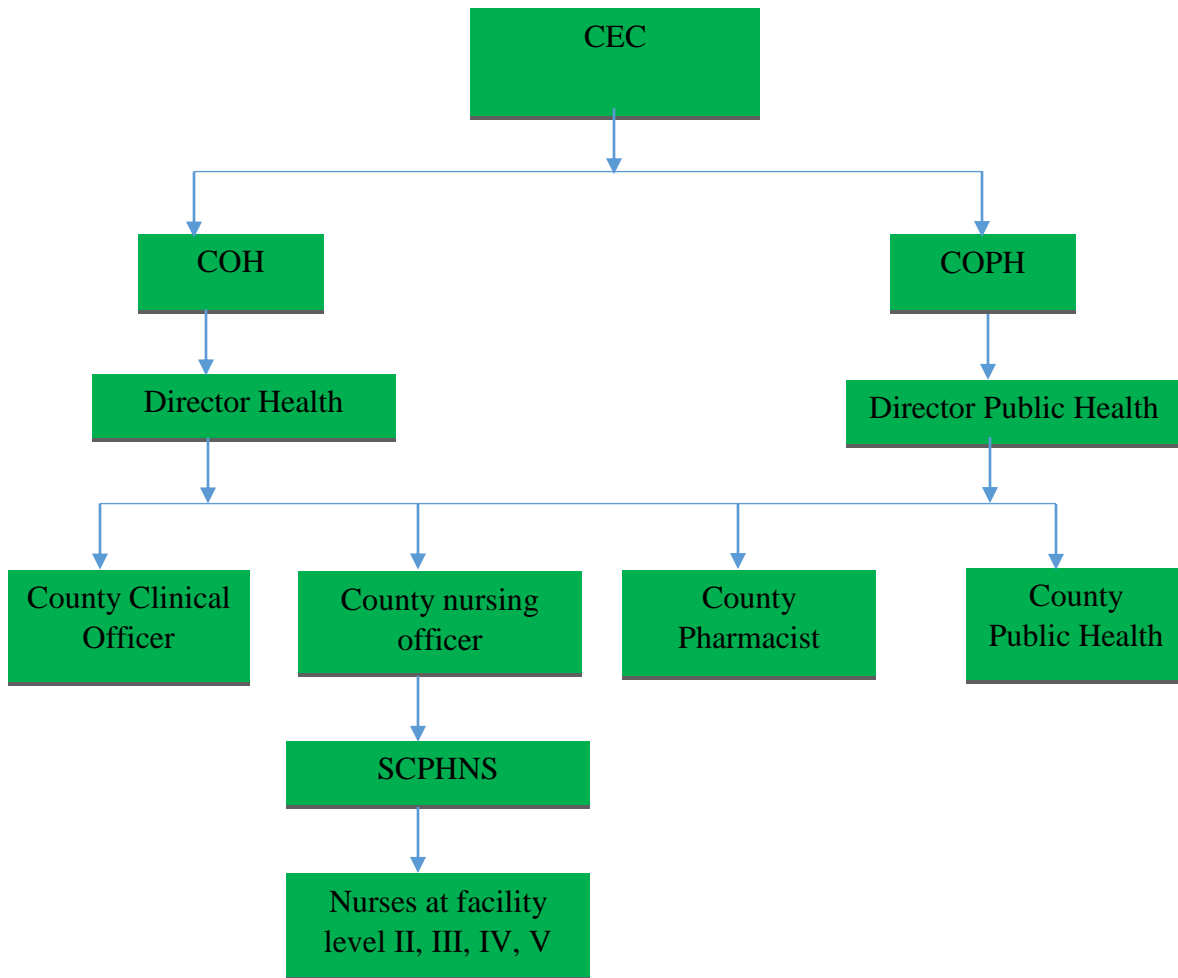 CEC
COH
COPH
Director Health
Director Public Health
County Clinical
Officer
County nursing
officer
County
Pharmacist
County
Public Health
SCPHNS
Nurses at facility
level II, III, IV, V